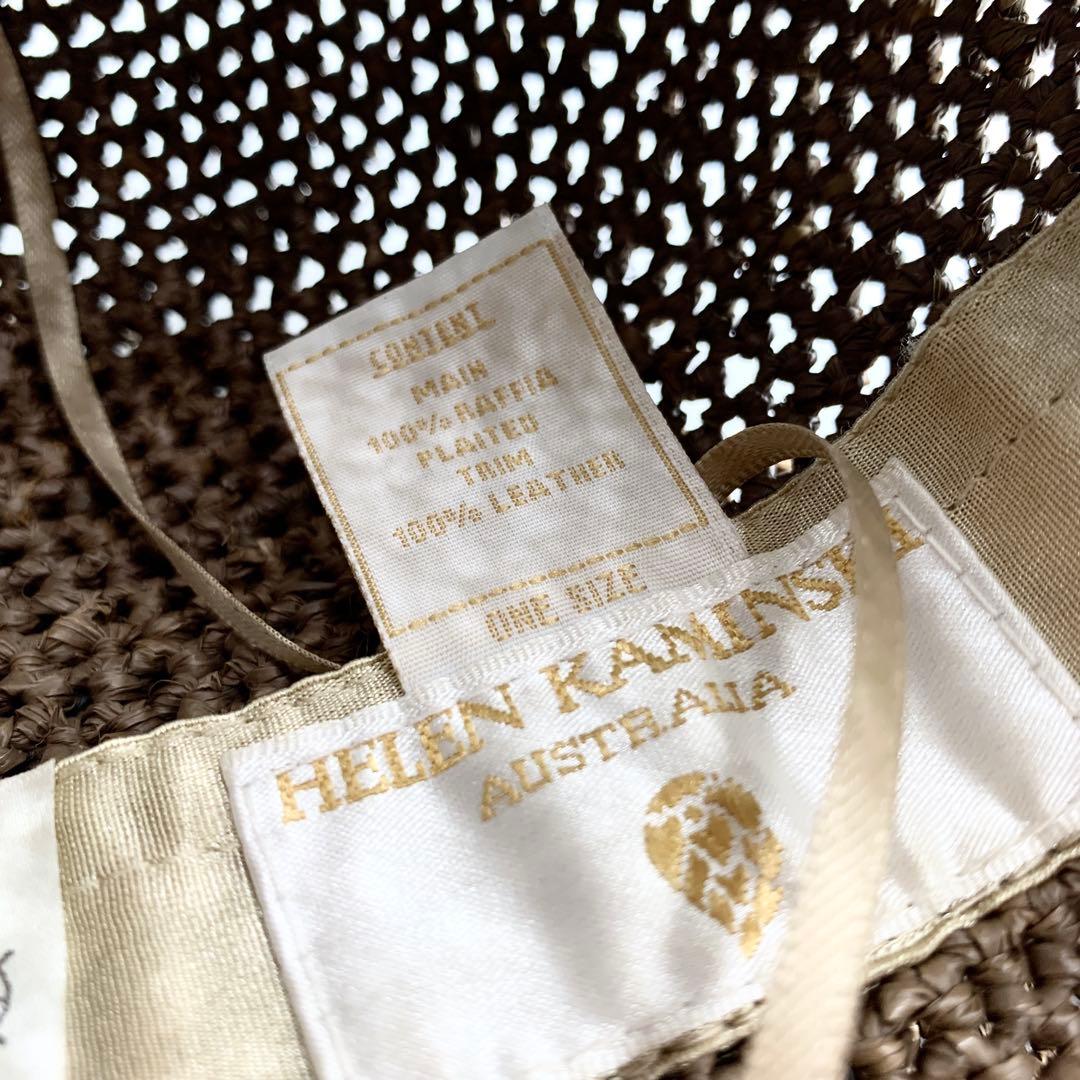 CONTENT
MAIN
100% RAFFIA
PLAITED
TRIM
100% LEATHER
ONE SIZE
HELEN KAMINSKI
AUSTRALIA